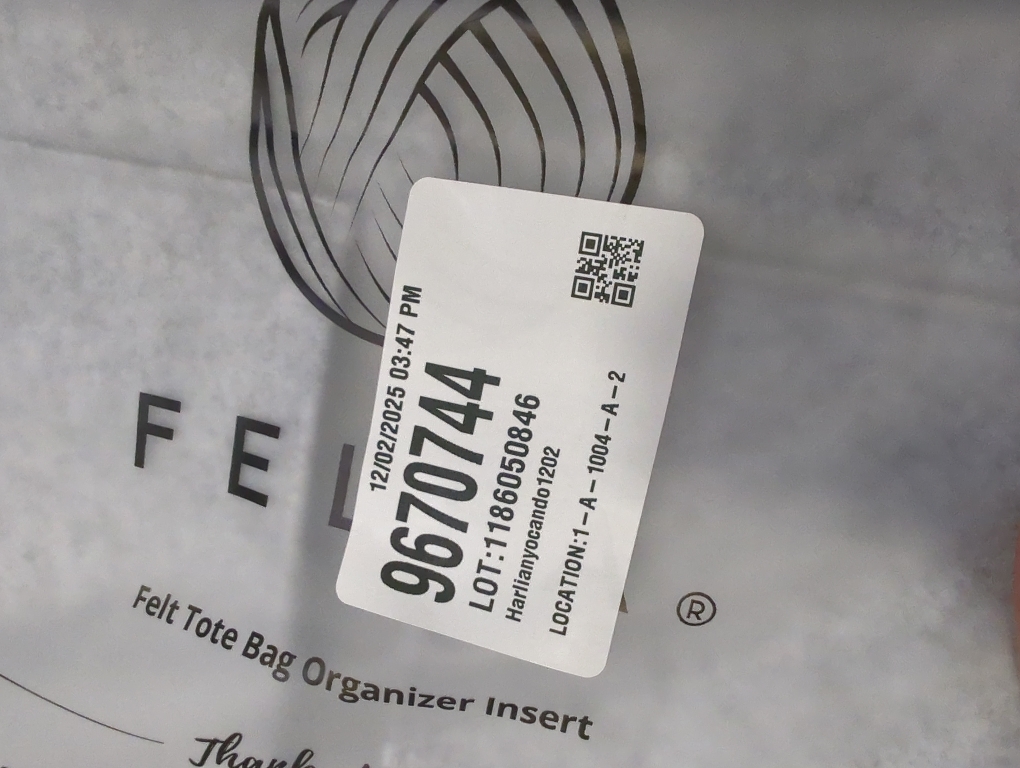 12/02/2025 03:47 PM
9670744
LOT:1186050846
Harlianyocando1202
LOCATION:1-A-1004-A-2
F E L
®
Felt Tote Bag Organizer Insert
Thank